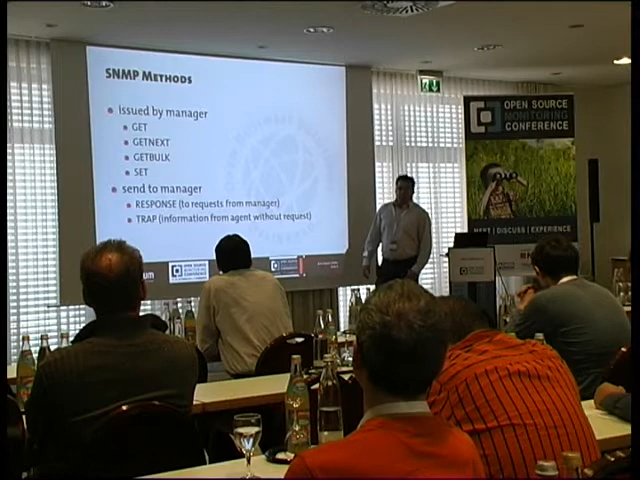 SNMP Methods
issued by manager
GET
GETNEXT
GETBULK
SET
send to manager
RESPONSE (to requests from manager)
TRAP (information from agent without request)
OPEN SOURCE
MONITORING
CONFERENCE
MEET | DISCUSS | EXPERIENCE